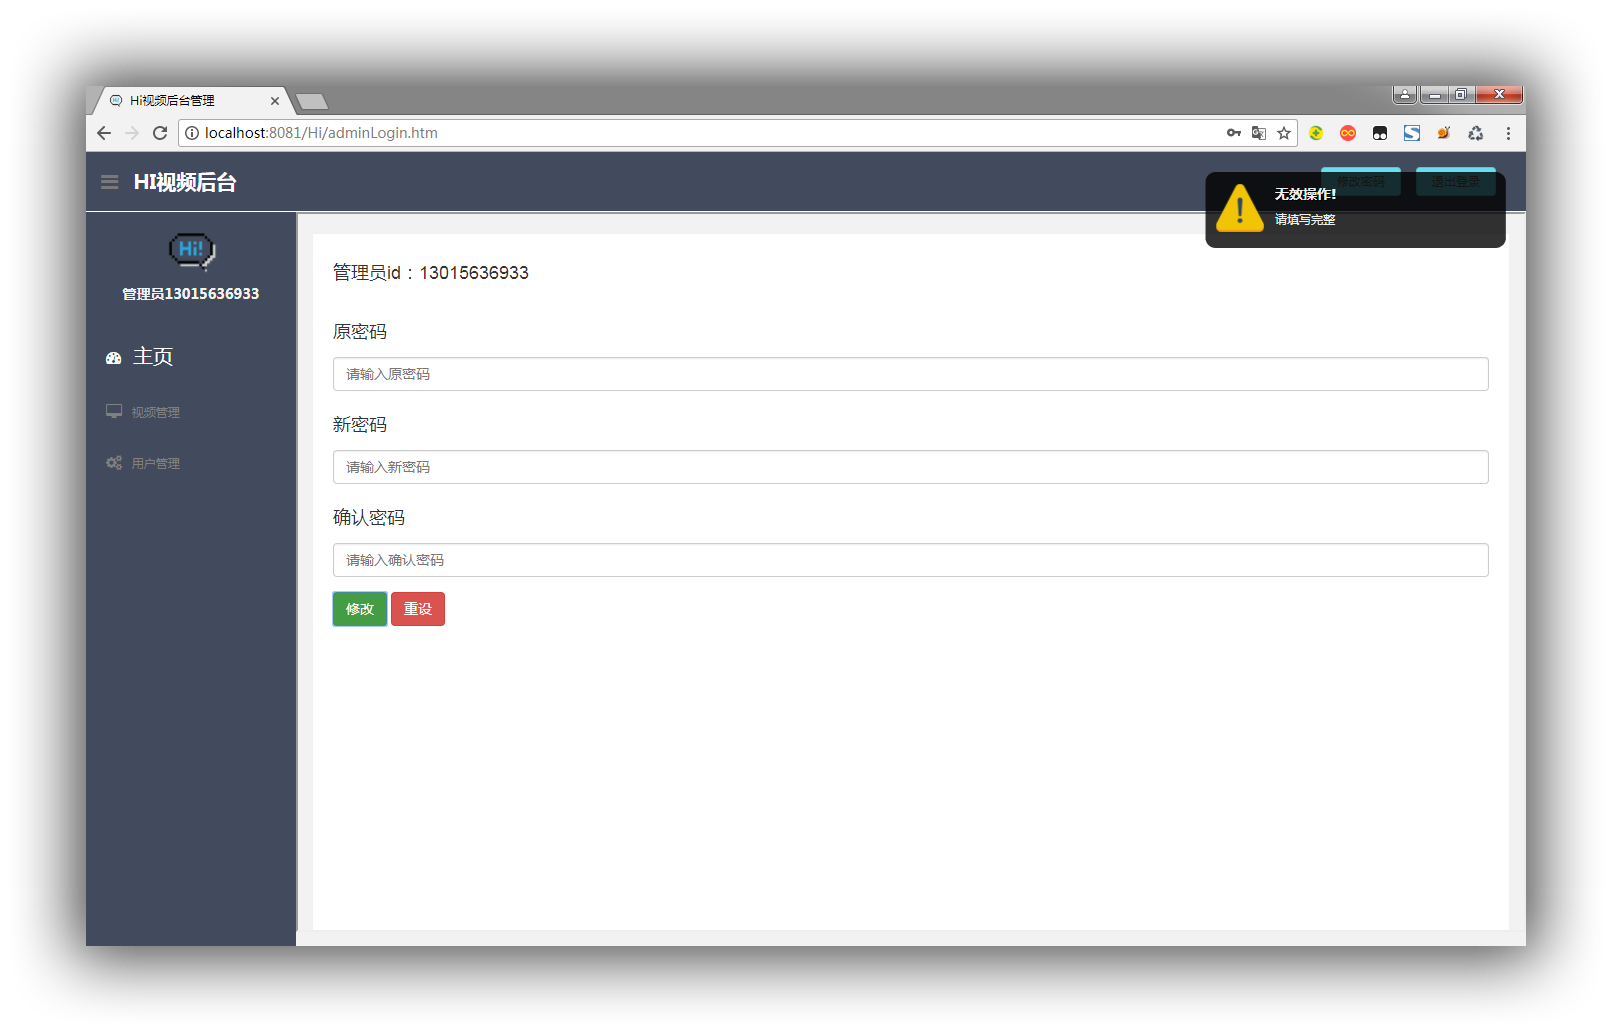 Hi视频后台管理
localhost:8081/Hi/adminLogin.htm
HI视频后台
修改密码
退出登录
无效操作!
请填写完整
Hi!
管理员13015636933
主页
视频管理
用户管理
管理员id：13015636933
原密码
请输入原密码
新密码
请输入新密码
确认密码
请输入确认密码
修改 重设